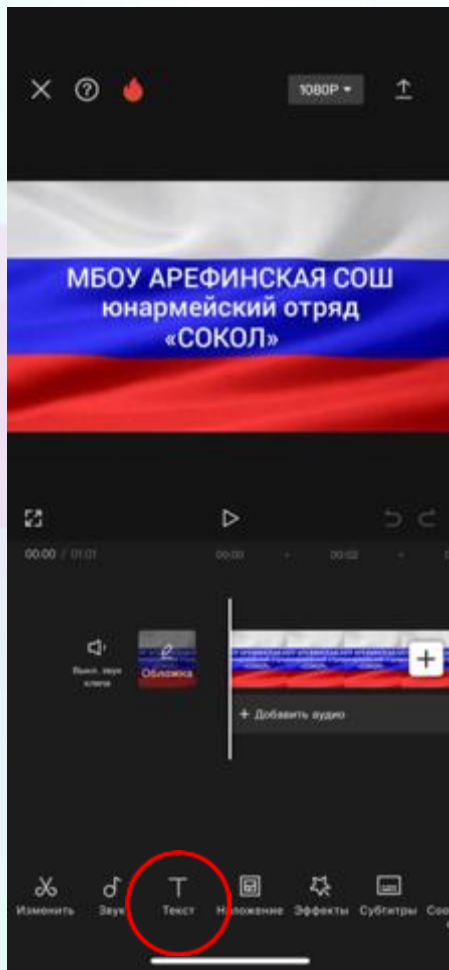 1080P
МБОУ АРЕФИНСКАЯ СОШ
юнармейский отряд
«СОКОЛ»
00:00 / 01:01
00:00
00:02
Выкл. звук
клипа
Обложка
+ Добавить аудио
Изменить
Звук
Текст
Наложение
Эффекты
Субтитры